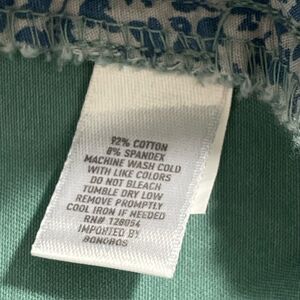 92% COTTON
8% SPANDEX
MACHINE WASH COLD
WITH LIKE COLORS
DO NOT BLEACH
TUMBLE DRY LOW
REMOVE PROMPTLY
COOL IRON IF NEEDED
RN# 128054
IMPORTED BY
BONOBOS